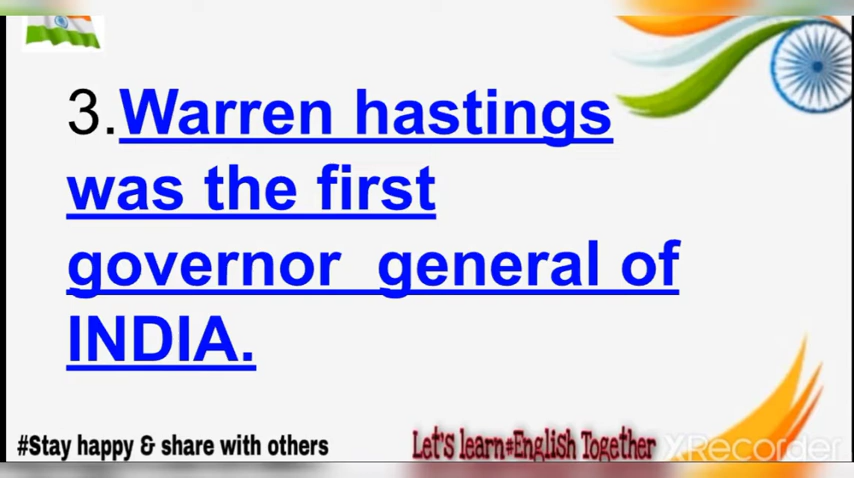 3.Warren hastings
was the first
governor  general of
INDIA.
#Stay happy & share with others
Let's learn#English Together
XRecorder